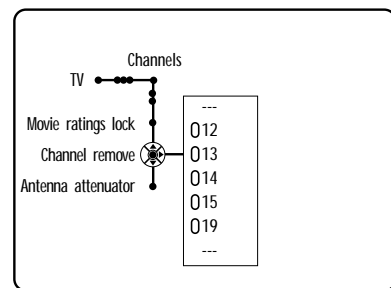 Channels
TV
---
Movie ratings lock
012
Channel remove
013
014
Antenna attenuator
015
019
---